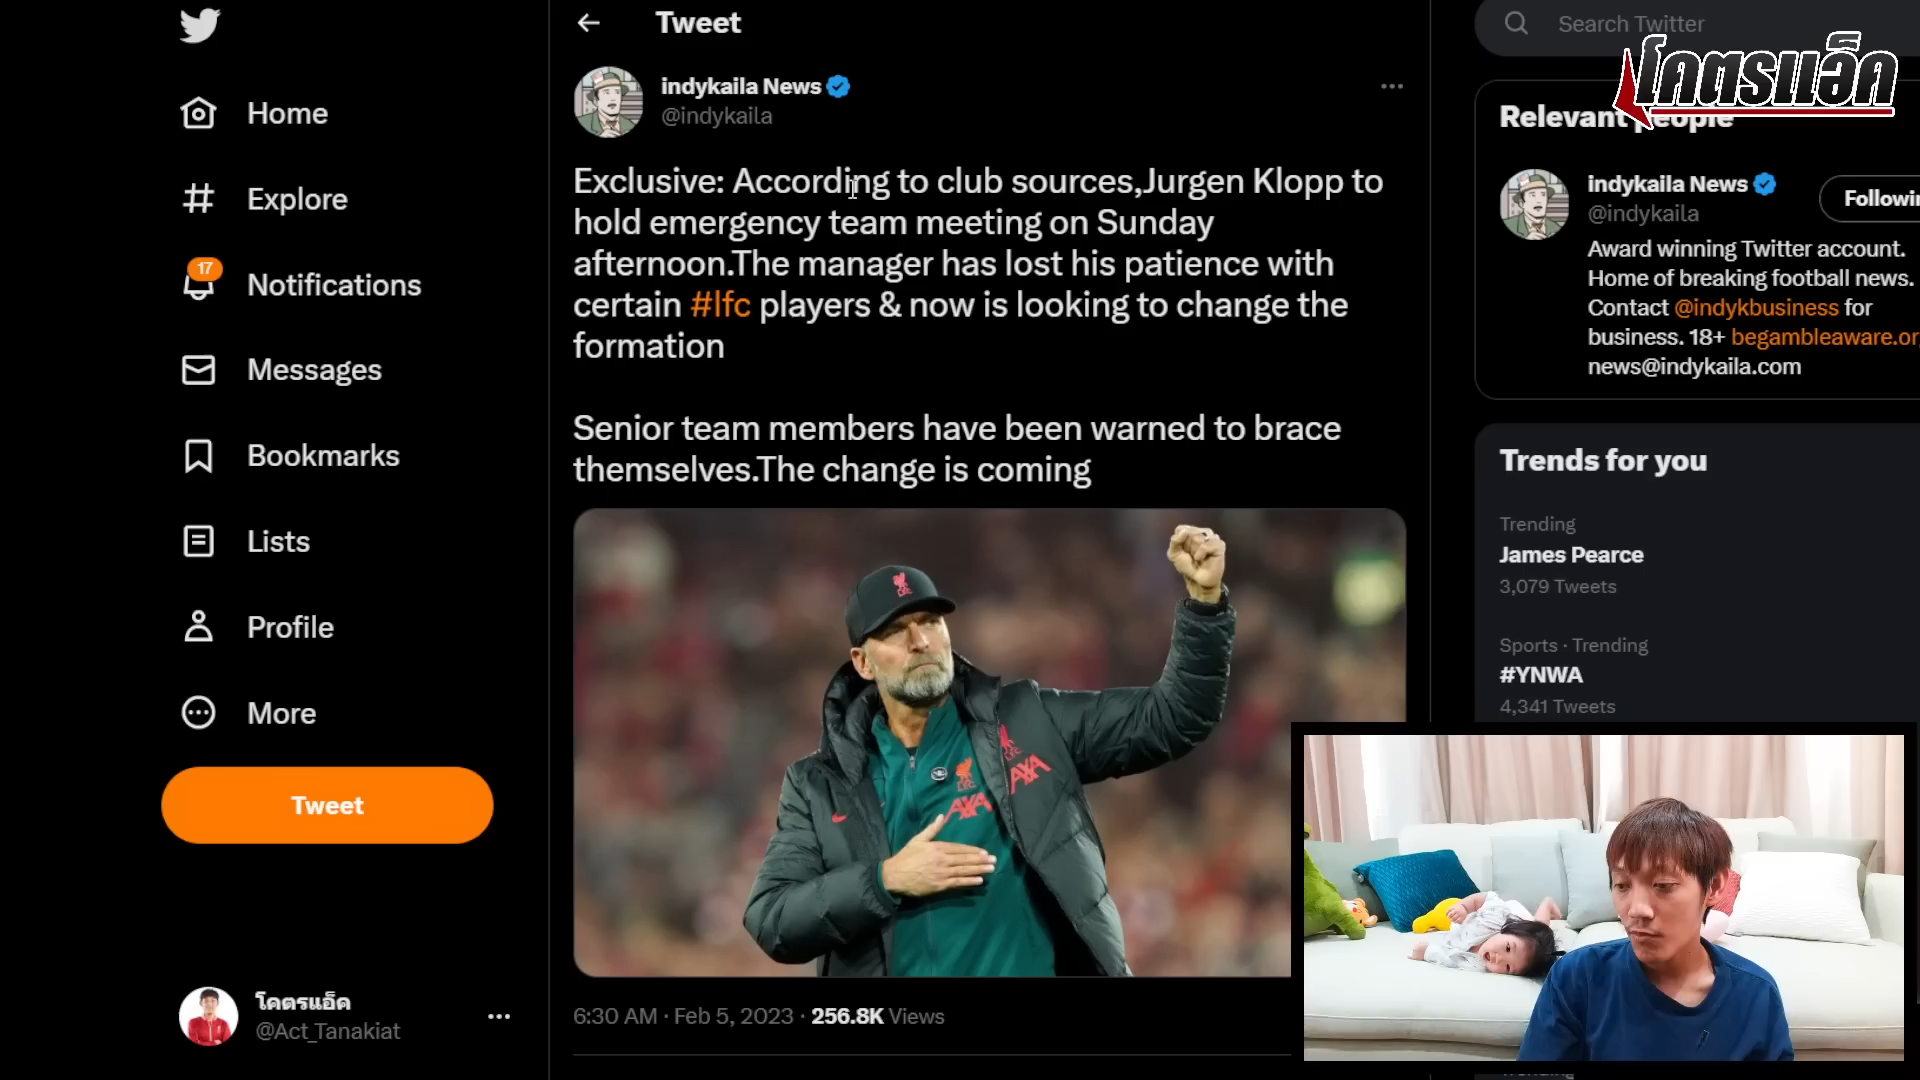 Home
Explore
17
Notifications
Messages
Bookmarks
Lists
Profile
More
Tweet
โคตรแอ็ค
@Act_Tanakiat
Tweet
indykaila News
@indykaila
Exclusive: According to club sources,Jurgen Klopp to
hold emergency team meeting on Sunday
afternoon.The manager has lost his patience with
certain #lfc players & now is looking to change the
formation
Senior team members have been warned to brace
themselves.The change is coming
LFC
AXA
AXA
6:30 AM · Feb 5, 2023 · 256.8K Views
Search Twitter
โคตรแอ็ค
Relevant people
indykaila News
@indykaila
Followin
Award winning Twitter account.
Home of breaking football news.
Contact @indykbusiness for
business. 18+ begambleaware.or
news@indykaila.com
Trends for you
Trending
James Pearce
3,079 Tweets
Sports · Trending
#YNWA
4,341 Tweets